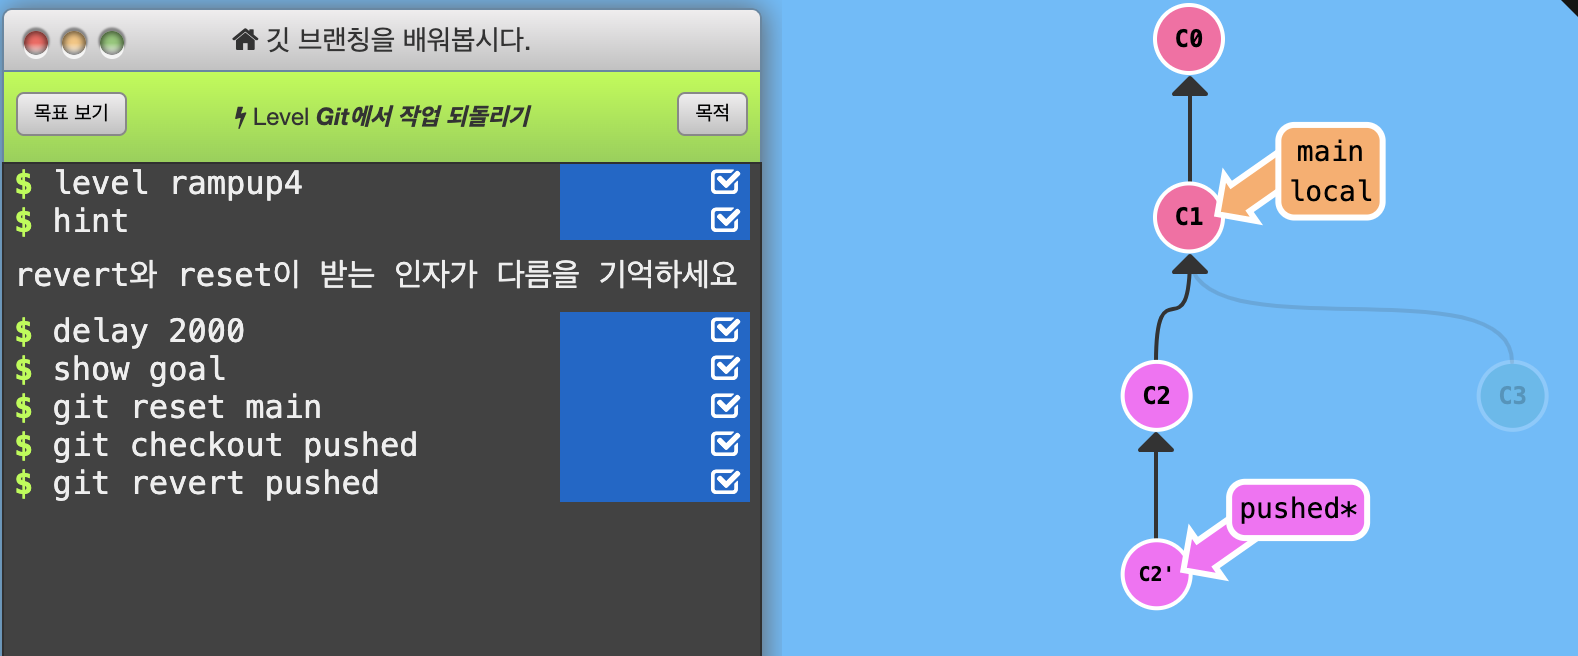 깃 브랜칭을 배워봅시다.
목표 보기
Level Git에서 작업 되돌리기
목적
$ level rampup4
$ hint
revert와 reset이 받는 인자가 다름을 기억하세요
$ delay 2000
$ show goal
$ git reset main
$ git checkout pushed
$ git revert pushed
C0
main
local
C1
C2
C3
pushed*
C2'